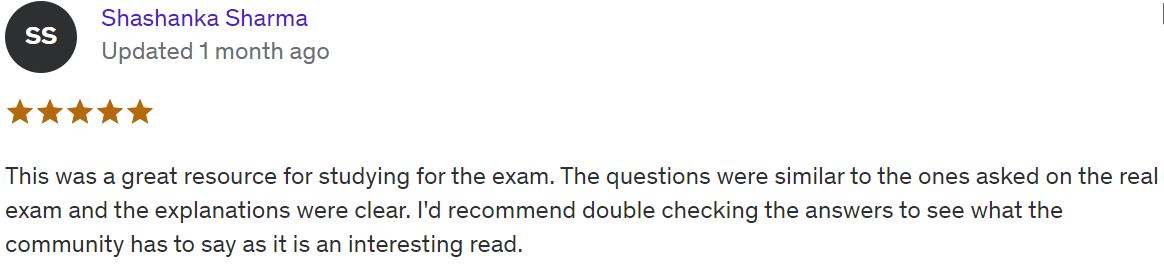 SS
Shashanka Sharma
Updated 1 month ago
This was a great resource for studying for the exam. The questions were similar to the ones asked on the real
exam and the explanations were clear. I'd recommend double checking the answers to see what the
community has to say as it is an interesting read.